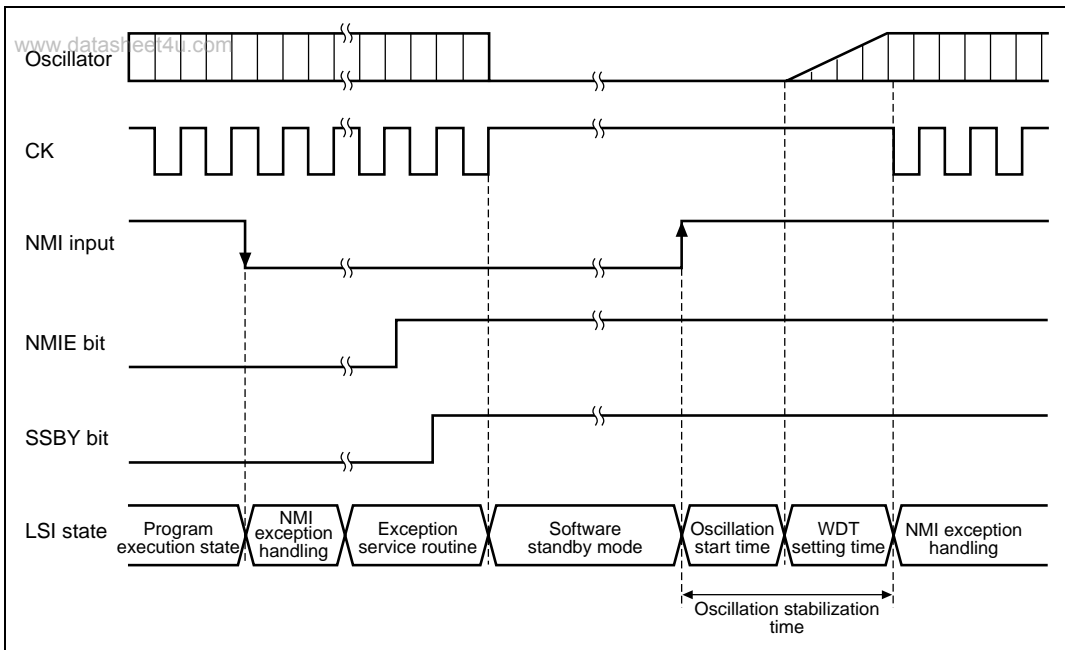 www.datasheet4u.com
Oscillator
CK
NMI input
NMIE bit
SSBY bit
LSI state
Program
execution state
NMI
exception
handling
Exception
service routine
Software
standby mode
Oscillation
start time
WDT
setting time
NMI exception
handling
Oscillation stabilization
time